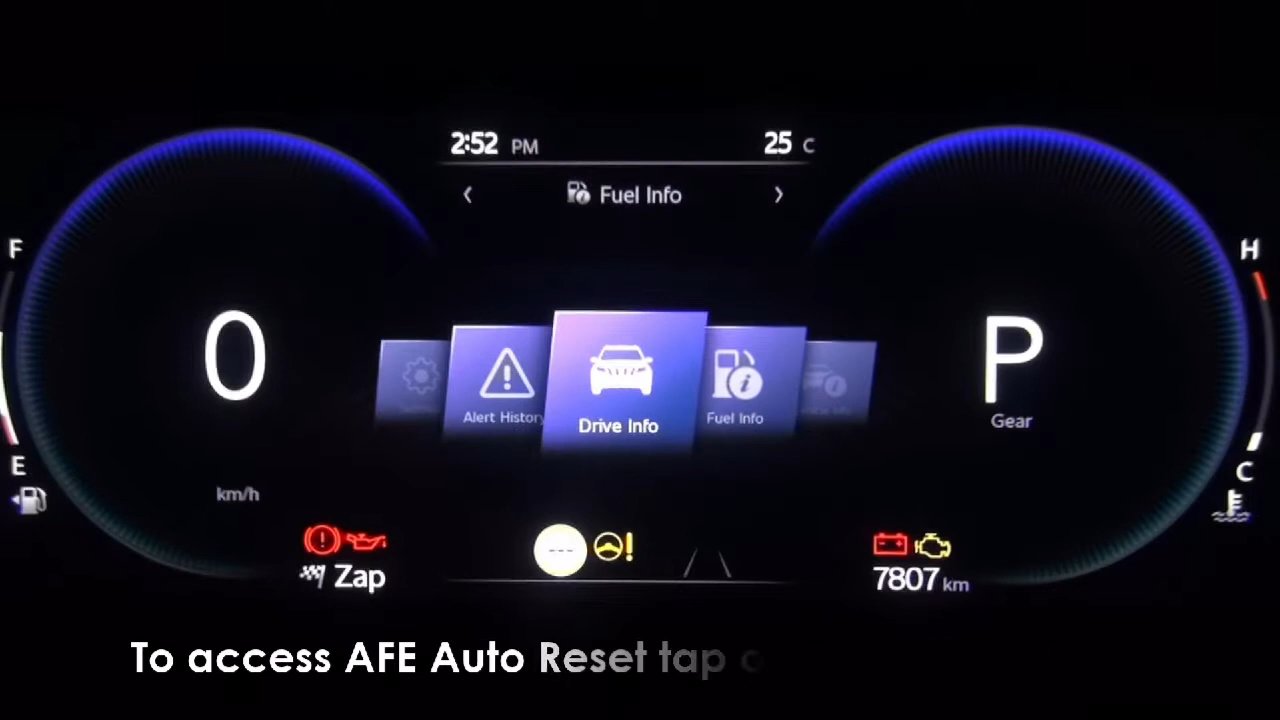 2:52 PM 25 C
Fuel Info
F H
Alert History Drive Info Fuel Info
0 P
Gear
E C
km/h
Zap 7807 km
To access AFE Auto Reset tap